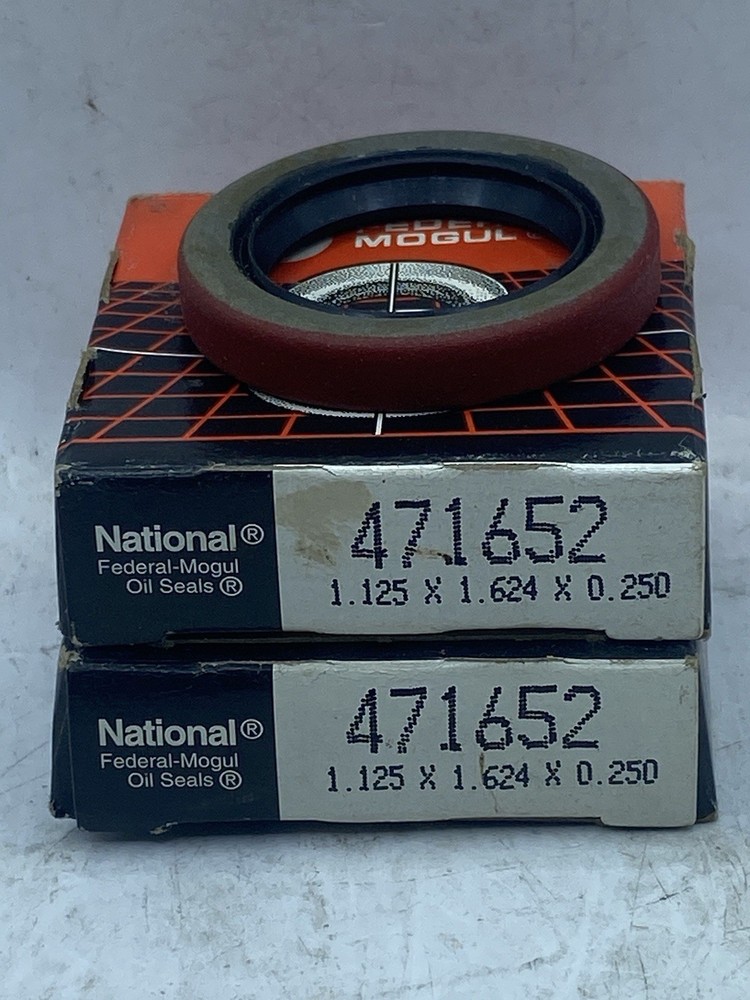 MOGUL
National®
Federal-Mogul
Oil Seals®
471652
1.125 X 1.624 X 0.250
National®
Federal-Mogul
Oil Seals®
471652
1.125 X 1.624 X 0.250